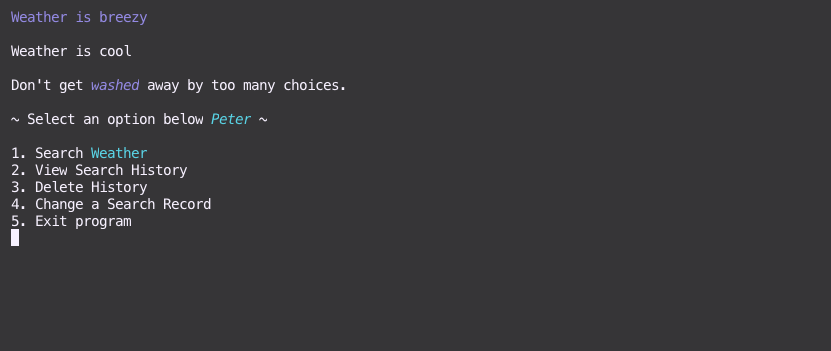 Weather is breezy
Weather is cool
Don't get washed away by too many choices.
~ Select an option below Peter ~
1. Search Weather
2. View Search History
3. Delete History
4. Change a Search Record
5. Exit program